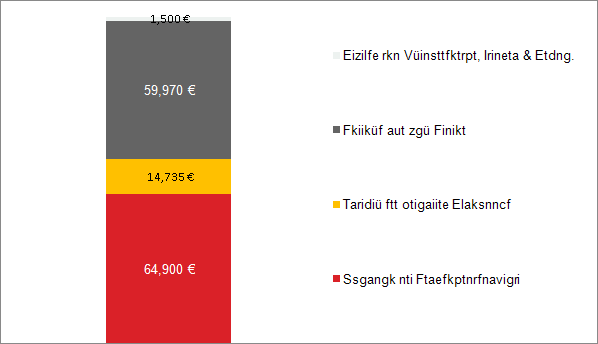 1,500 €
59,970 €
14,735 €
64,900 €
Eizilfe rkn Vüinsttfktrpt, Irineta & Etdng.
Fkiiküf aut zgü Finikt
Taridiü ftt otigaiite Elaksnncf
Ssgangk nti Ftaefkptnrfnavigri